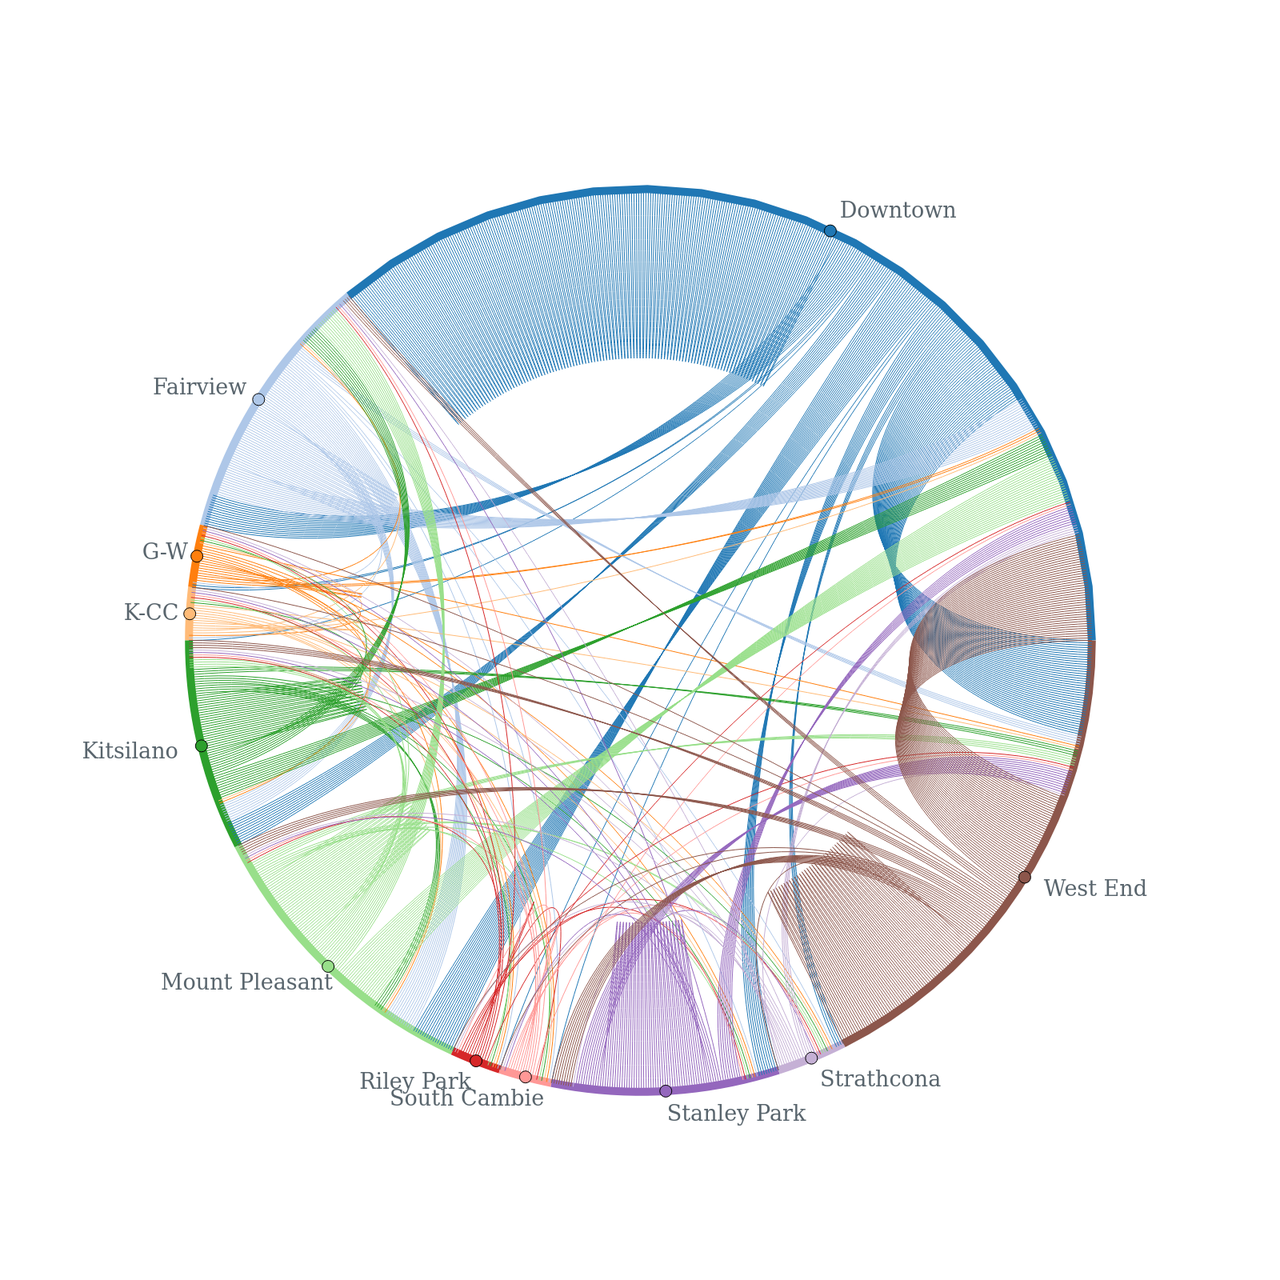 Downtown
Fairview
G-W
K-CC
Kitsilano
West End
Mount Pleasant
Riley Park
Strathcona
South Cambie
Stanley Park